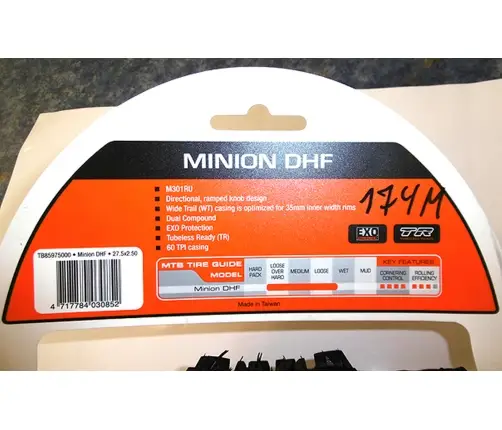 MINION DHF
M301RU
Directional, ramped knob design
Wide Trail (WT) casing is optimized for 35mm inner width rims
Dual Compound
EXO Protection
Tubeless Ready (TR)
60 TPI casing
174M
EXO
TR
TB85975000 • Minion DHF • 27.5x2.50
4 717784 030852
MTB TIRE GUIDE
MODEL
HARD PACK
LOOSE OVER HARD
MEDIUM
LOOSE
WET
MUD
KEY FEATURES
CORNERING CONTROL
ROLLING EFFICIENCY
Minion DHF
Made in Taiwan